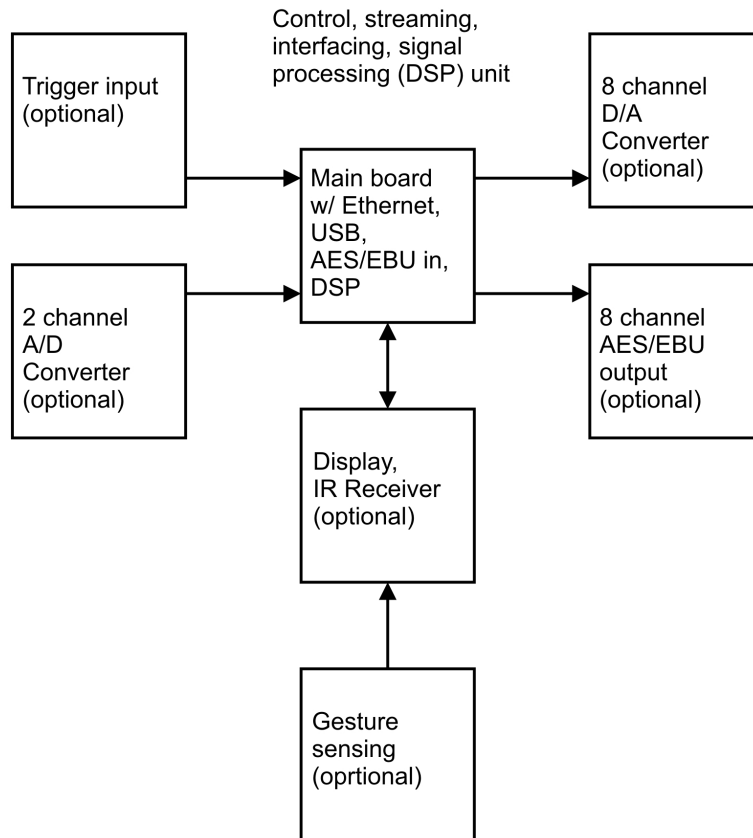 Control, streaming,
interfacing, signal
processing (DSP) unit
Trigger input
(optional)
8 channel
D/A
Converter
(optional)
Main board
w/ Ethernet,
USB,
AES/EBU in,
DSP
2 channel
A/D
Converter
(optional)
8 channel
AES/EBU
output
(optional)
Display,
IR Receiver
(optional)
Gesture
sensing
(oprtional)